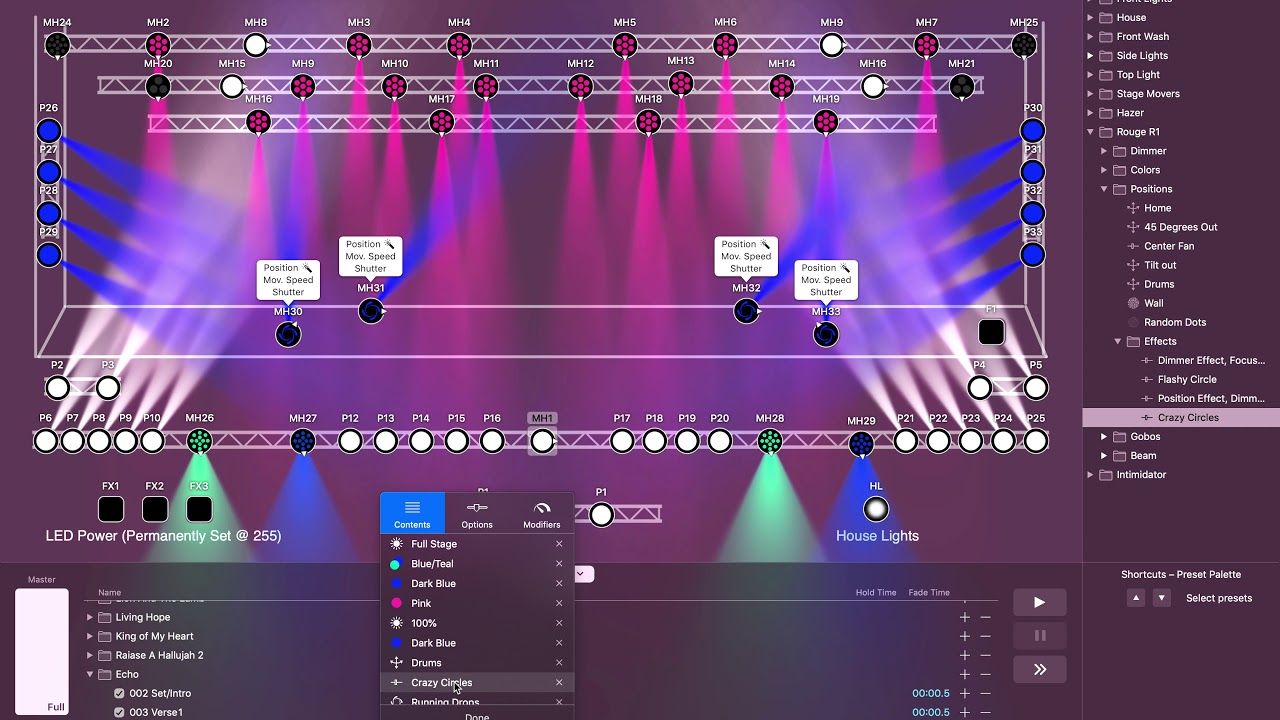 MH24 MH2 MH8 MH3 MH4 MH5 MH6 MH9 MH7 MH25
MH20 MH15 MH9 MH10 MH11 MH12 MH13 MH14 MH16 MH21
MH16 MH17 MH18 MH19
P26 P30
P27 P31
P28 P32
P29 P33
Position
Mov. Speed
Shutter
MH30
Position
Mov. Speed
Shutter
MH31
Position
Mov. Speed
Shutter
MH32
Position
Mov. Speed
Shutter
MH33
F1
P2 P3 P4 P5
P6 P7 P8 P9 P10 MH26 MH27 P12 P13 P14 P15 P16 MH1 P17 P18 P19 P20 MH28 MH29 P21 P22 P23 P24 P25
FX1 FX2 FX3 P1 HL
LED Power (Permanently Set @ 255)
House Lights
Contents Options Modifiers
Full Stage
Blue/Teal
Dark Blue
Pink
100%
Dark Blue
Drums
Crazy Circles
Running Drops
Done
Master
Full
Name Hold Time Fade Time
Living Hope
King of My Heart
Raiase A Hallujah 2
Echo
002 Set/Intro 00:00.5
003 Verse1 00:00.5
House
Front Wash
Side Lights
Top Light
Stage Movers
Hazer
Rouge R1
Dimmer
Colors
Positions
Home
45 Degrees Out
Center Fan
Tilt out
Drums
Wall
Random Dots
Effects
Dimmer Effect, Focus...
Flashy Circle
Position Effect, Dimm...
Crazy Circles
Gobos
Beam
Intimidator
Shortcuts – Preset Palette
Select presets